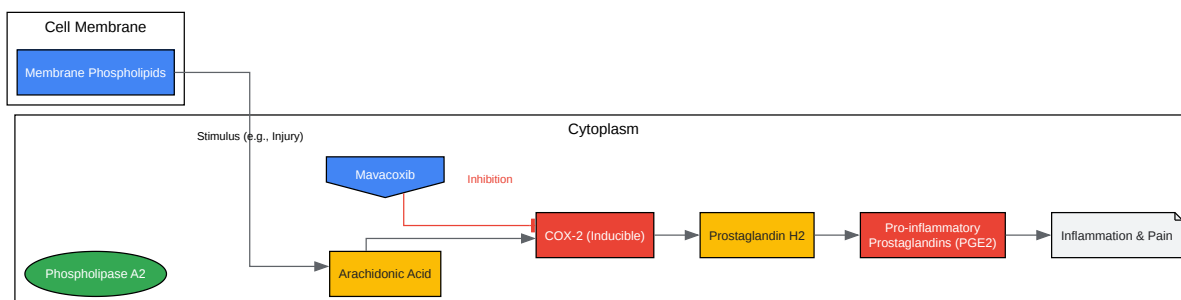 Cell Membrane
Membrane Phospholipids
Cytoplasm
Stimulus (e.g., Injury)
Mavacoxib
Inhibition
COX-2 (Inducible)
Prostaglandin H2
Pro-inflammatory
Prostaglandins (PGE2)
Inflammation & Pain
Phospholipase A2
Arachidonic Acid